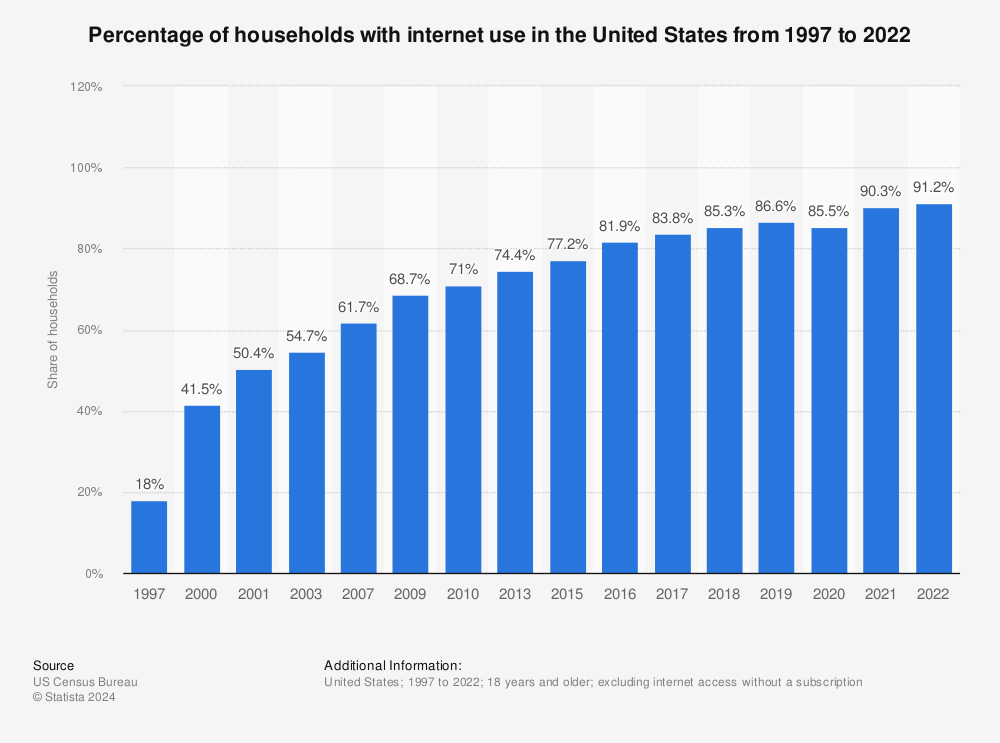 Percentage of households with internet use in the United States from 1997 to 2022
120%
100%
80%
60%
40%
20%
0%
Share of households
18%
41.5%
50.4%
54.7%
61.7%
68.7%
71%
74.4%
77.2%
81.9%
83.8%
85.3%
86.6%
85.5%
90.3%
91.2%
1997 2000 2001 2003 2007 2009 2010 2013 2015 2016 2017 2018 2019 2020 2021 2022
Source
US Census Bureau
© Statista 2024
Additional Information:
United States; 1997 to 2022; 18 years and older; excluding internet access without a subscription